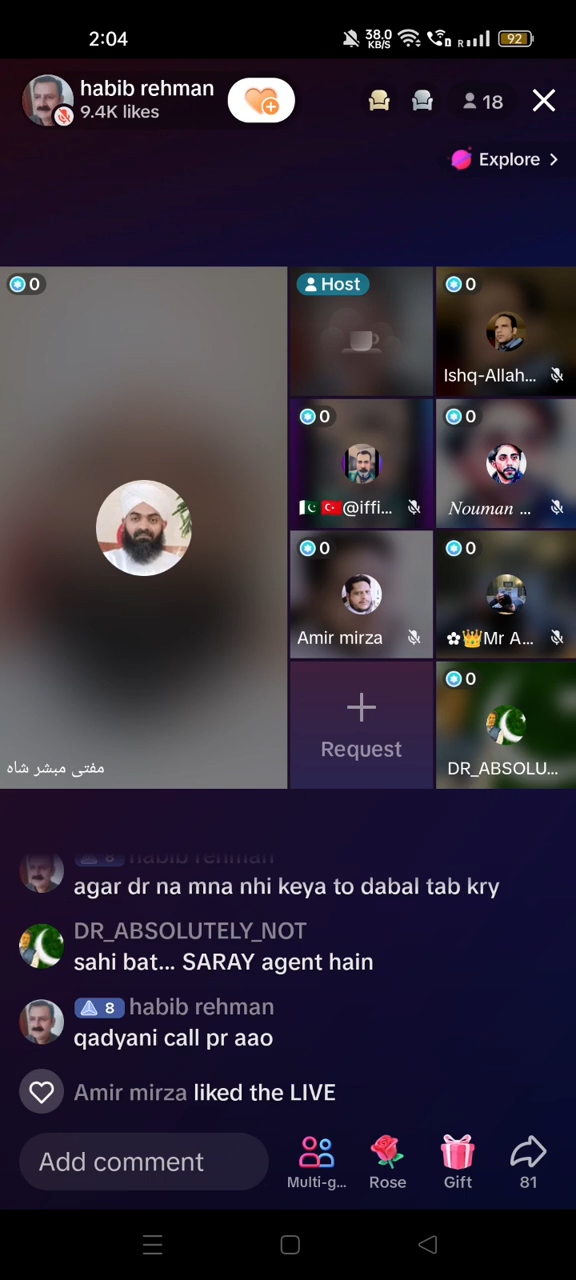 2:04
38.0
KB/S
R
92
habib rehman
9.4K likes
18
Explore
0
Host
0
Ishq-Allah...
0
0
@iffi...
Nouman ...
0
0
Amir mirza
Mr A...
0
Request
DR_ABSOLU...
مفتی مبشر شاہ
8 habib rehman
agar dr na mna nhi keya to dabal tab kry
DR_ABSOLUTELY_NOT
sahi bat... SARAY agent hain
8 habib rehman
qadyani call pr aao
Amir mirza liked the LIVE
Add comment
Multi-g...
Rose
Gift
81